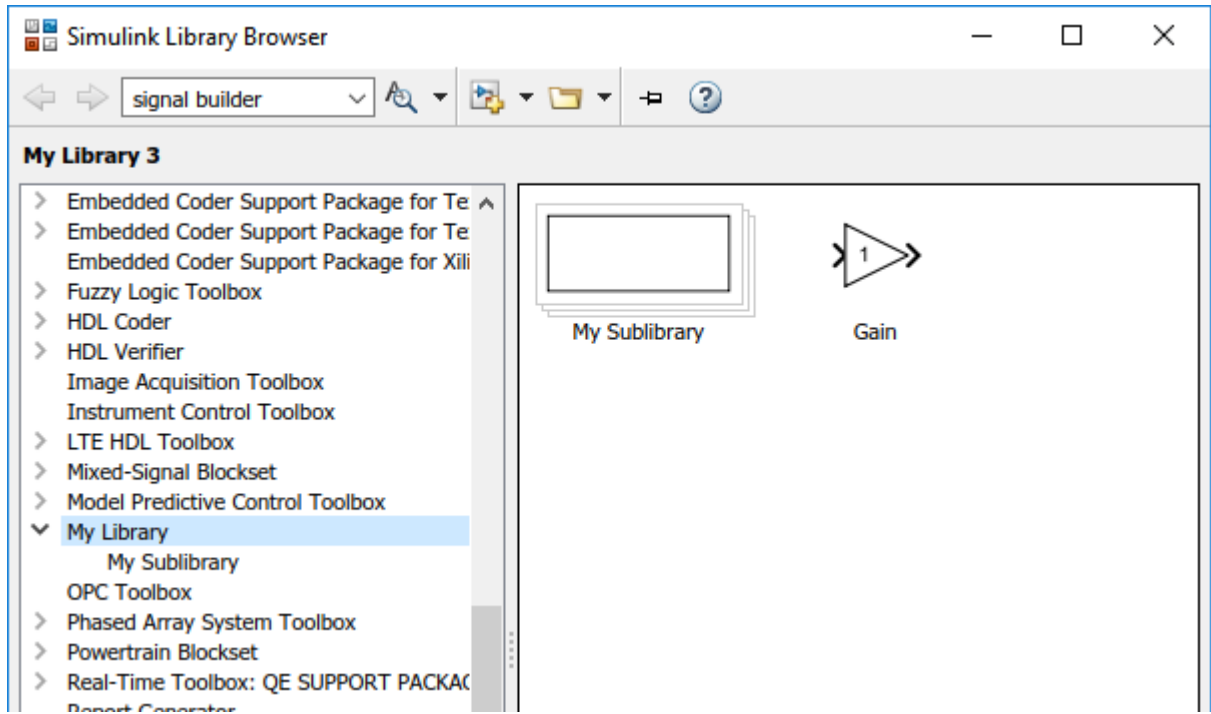 Simulink Library Browser
signal builder
My Library 3
Embedded Coder Support Package for Te
Embedded Coder Support Package for Te
Embedded Coder Support Package for Xili
Fuzzy Logic Toolbox
HDL Coder
HDL Verifier
Image Acquisition Toolbox
Instrument Control Toolbox
LTE HDL Toolbox
Mixed-Signal Blockset
Model Predictive Control Toolbox
My Library
My Sublibrary
OPC Toolbox
Phased Array System Toolbox
Powertrain Blockset
Real-Time Toolbox: QE SUPPORT PACKAG
Report Generator
1
My Sublibrary
Gain